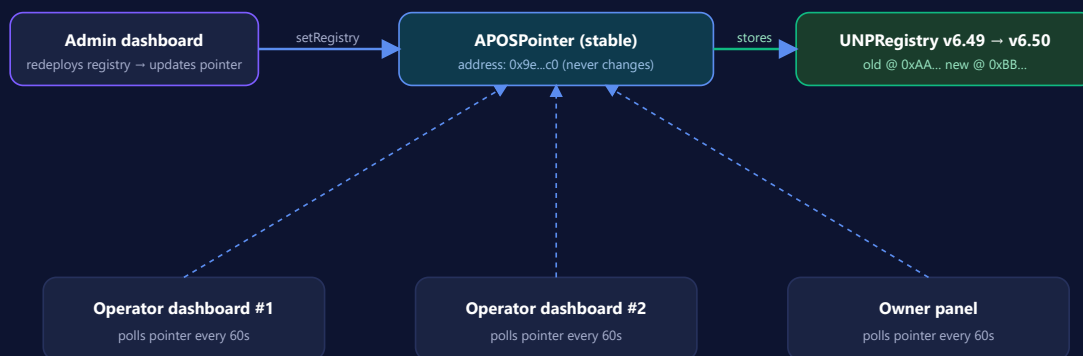 Admin dashboard
redeploys registry → updates pointer
setRegistry
APOSPointer (stable)
address: 0x9e...c0 (never changes)
stores
UNPRegistry v6.49 → v6.50
old @ 0xAA... new @ 0xBB...
Operator dashboard #1
polls pointer every 60s
Operator dashboard #2
polls pointer every 60s
Owner panel
polls pointer every 60s